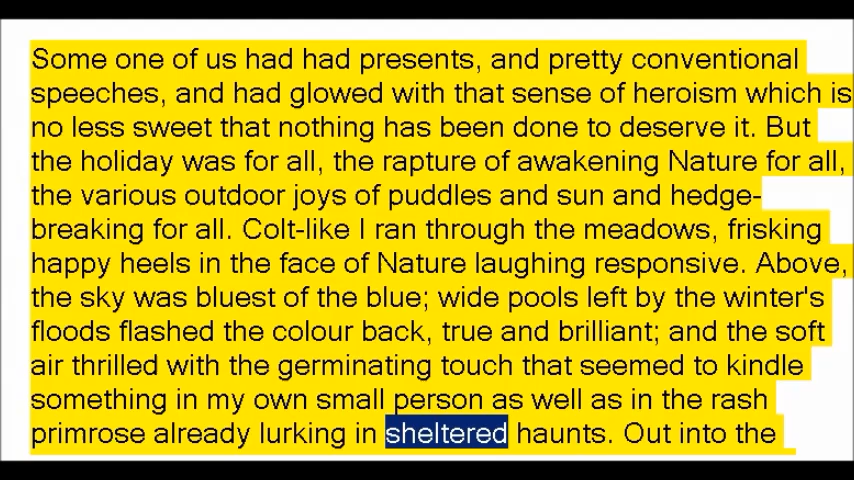 Some one of us had had presents, and pretty conventional
speeches, and had glowed with that sense of heroism which is
no less sweet that nothing has been done to deserve it. But
the holiday was for all, the rapture of awakening Nature for all,
the various outdoor joys of puddles and sun and hedge-
breaking for all. Colt-like I ran through the meadows, frisking
happy heels in the face of Nature laughing responsive. Above,
the sky was bluest of the blue; wide pools left by the winter's
floods flashed the colour back, true and brilliant; and the soft
air thrilled with the germinating touch that seemed to kindle
something in my own small person as well as in the rash
primrose already lurking in sheltered haunts. Out into the